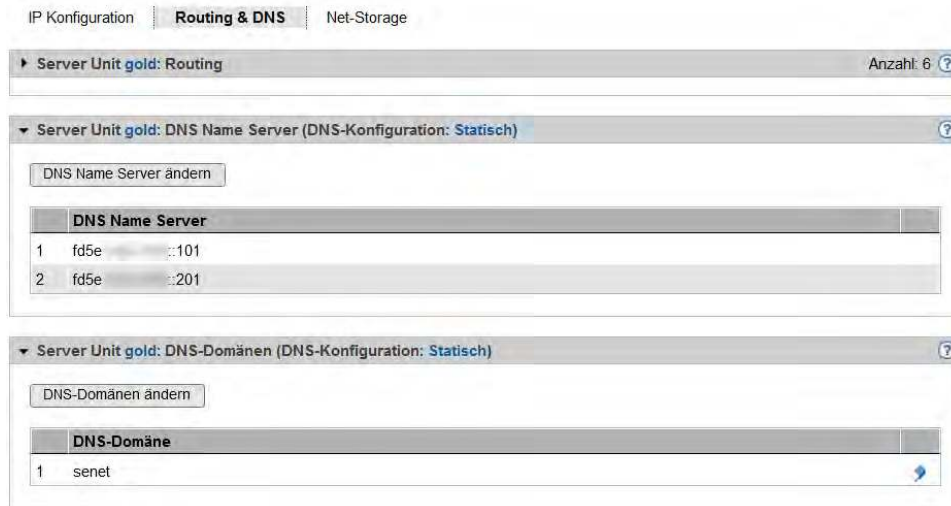 IP Konfiguration Routing & DNS Net-Storage
Server Unit gold: Routing Anzahl: 6 ?
Server Unit gold: DNS Name Server (DNS-Konfiguration: Statisch) ?
DNS Name Server ändern
DNS Name Server
1 fd5e ::101
2 fd5e ::201
Server Unit gold: DNS-Domänen (DNS-Konfiguration: Statisch) ?
DNS-Domänen ändern
DNS-Domäne
1 senet